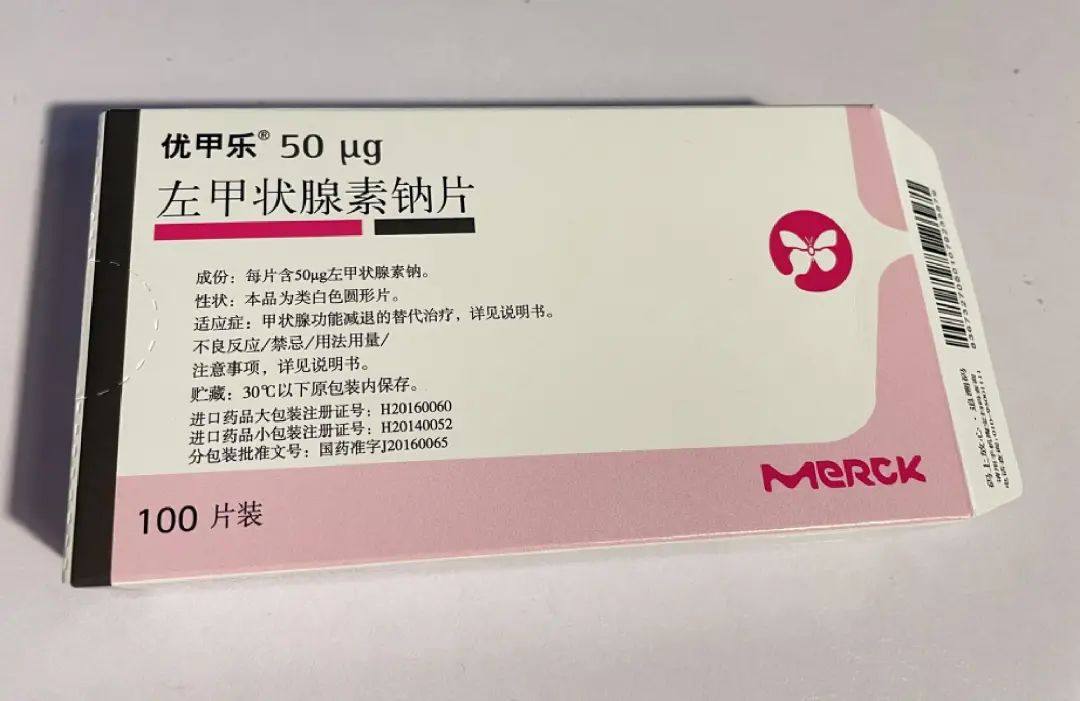 优甲乐® 50 μg
左甲状腺素钠片
成份：每片含50μg左甲状腺素钠。
性状：本品为类白色圆形片。
适应症：甲状腺功能减退的替代治疗，详见说明书。
不良反应/禁忌/用法用量/
注意事项，详见说明书。
贮藏：30℃以下原包装内保存。
进口药品大包装注册证号：H20160060
进口药品小包装注册证号：H20140052
分包装批准文号：国药准字J20160065
MERCK
100 片装
码上放心·追溯码